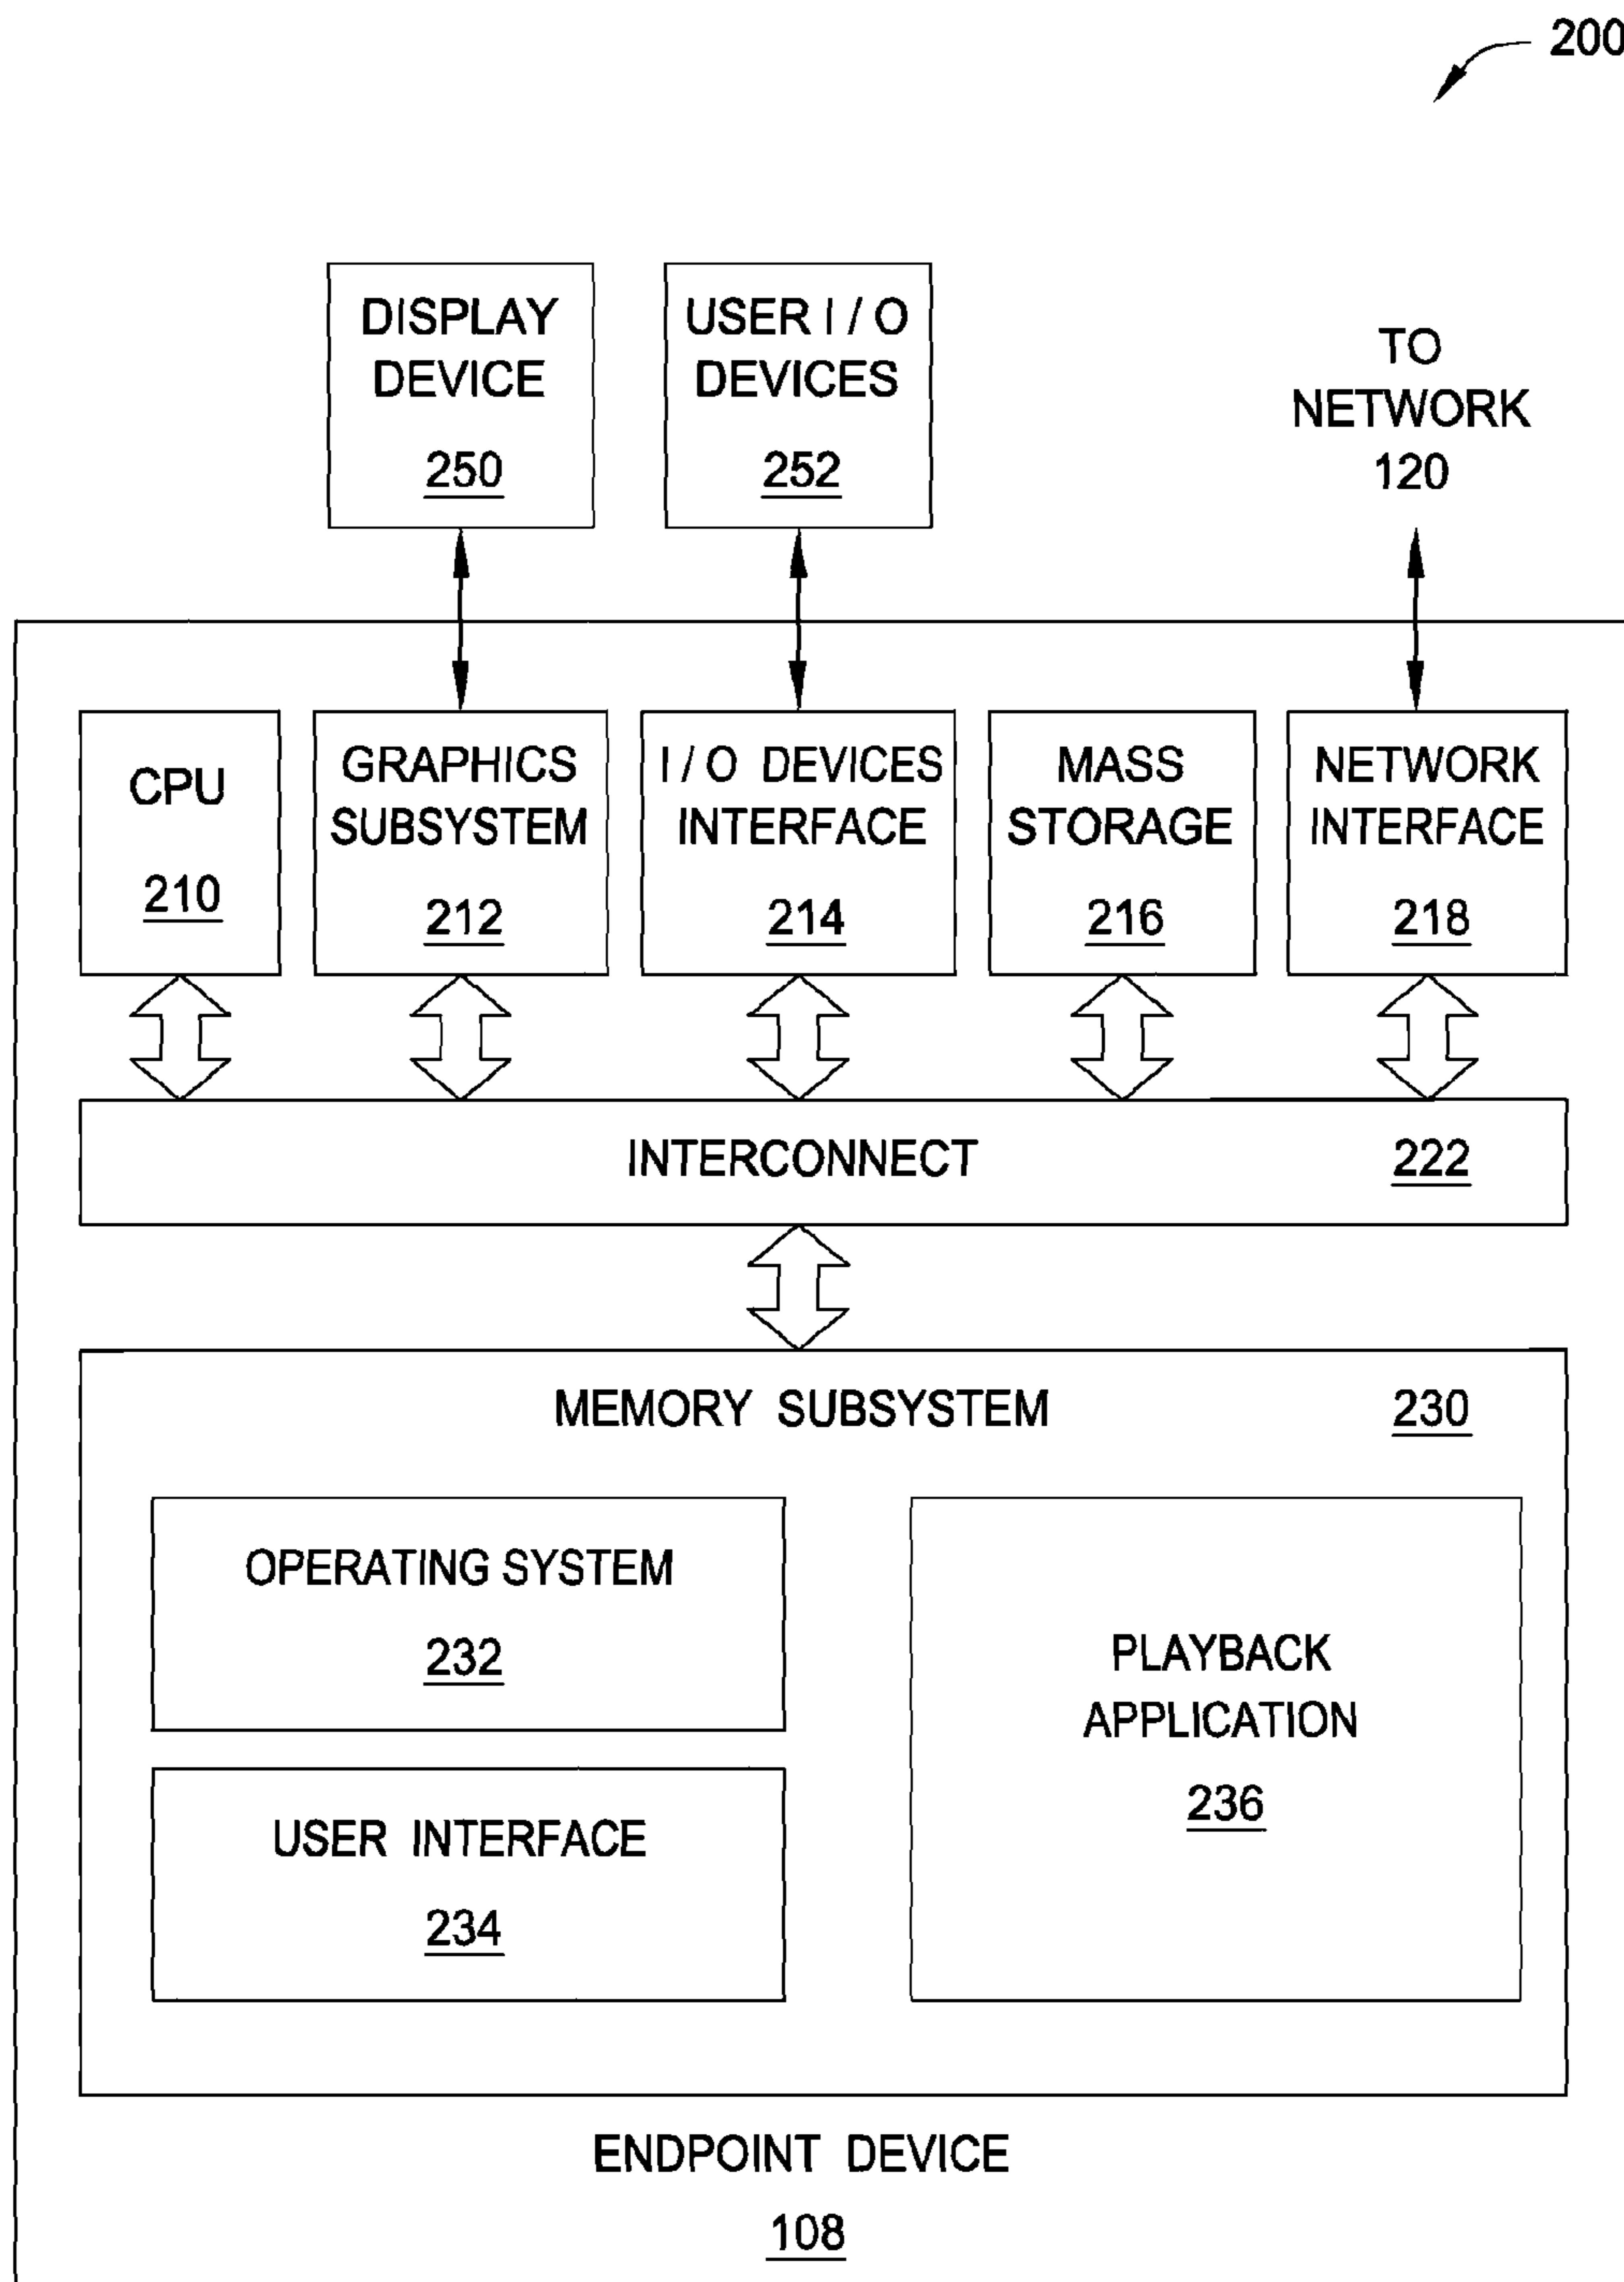 200
DISPLAY
DEVICE
250
USER I / O
DEVICES
252
TO
NETWORK
120
CPU
210
GRAPHICS
SUBSYSTEM
212
I / O DEVICES
INTERFACE
214
MASS
STORAGE
216
NETWORK
INTERFACE
218
INTERCONNECT 222
MEMORY SUBSYSTEM 230
OPERATING SYSTEM
232
USER INTERFACE
234
PLAYBACK
APPLICATION
236
ENDPOINT DEVICE
108